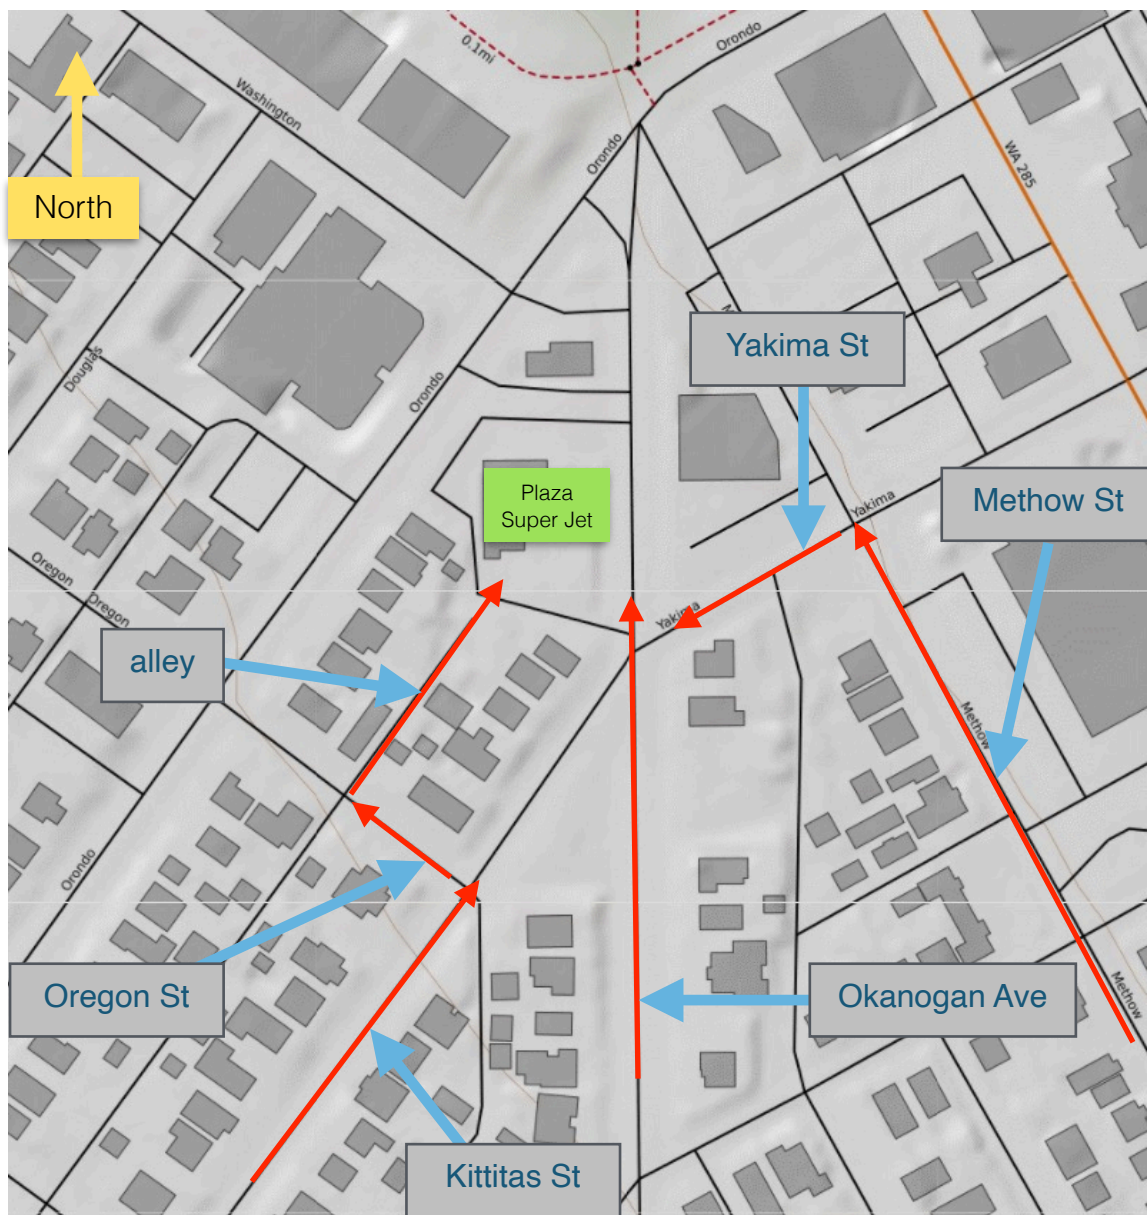 0.1mi
Orondo
Washington
WA 285
Orondo
North
Yakima St
Douglas
Orondo
Methow St
Plaza
Super Jet
Yakima
Oregon
Oregon
Yakima
alley
Methow
Orondo
Oregon St
Okanogan Ave
Methow
Kittitas St